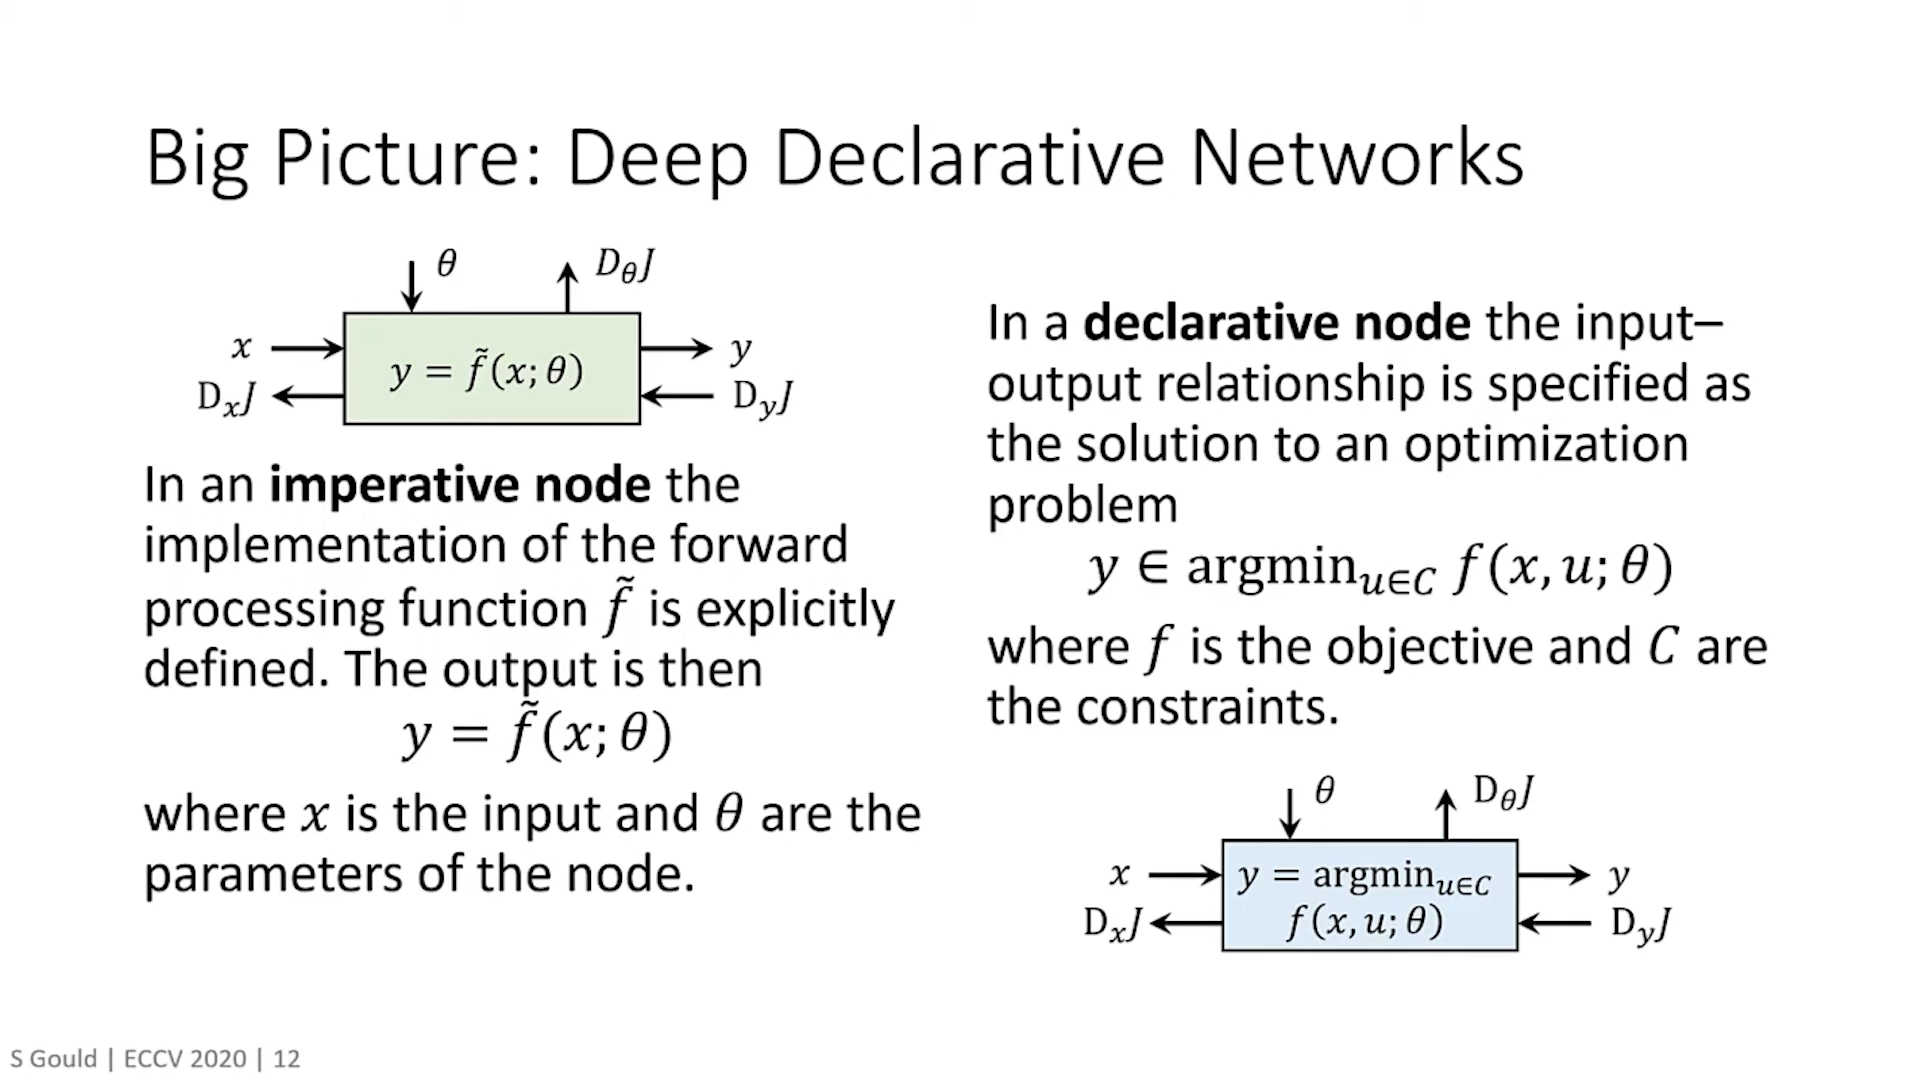 Big Picture: Deep Declarative Networks
θ
D_θJ
x
y = f̃(x; θ)
y
D_xJ
D_yJ
In an imperative node the
implementation of the forward
processing function f̃ is explicitly
defined. The output is then
y = f̃(x; θ)
where x is the input and θ are the
parameters of the node.
In a declarative node the input–
output relationship is specified as
the solution to an optimization
problem
y ∈ argmin_{u∈C} f(x, u; θ)
where f is the objective and C are
the constraints.
θ
D_θJ
x
y = argmin_{u∈C}
y
D_xJ
f(x, u; θ)
D_yJ
S Gould | ECCV 2020 | 12